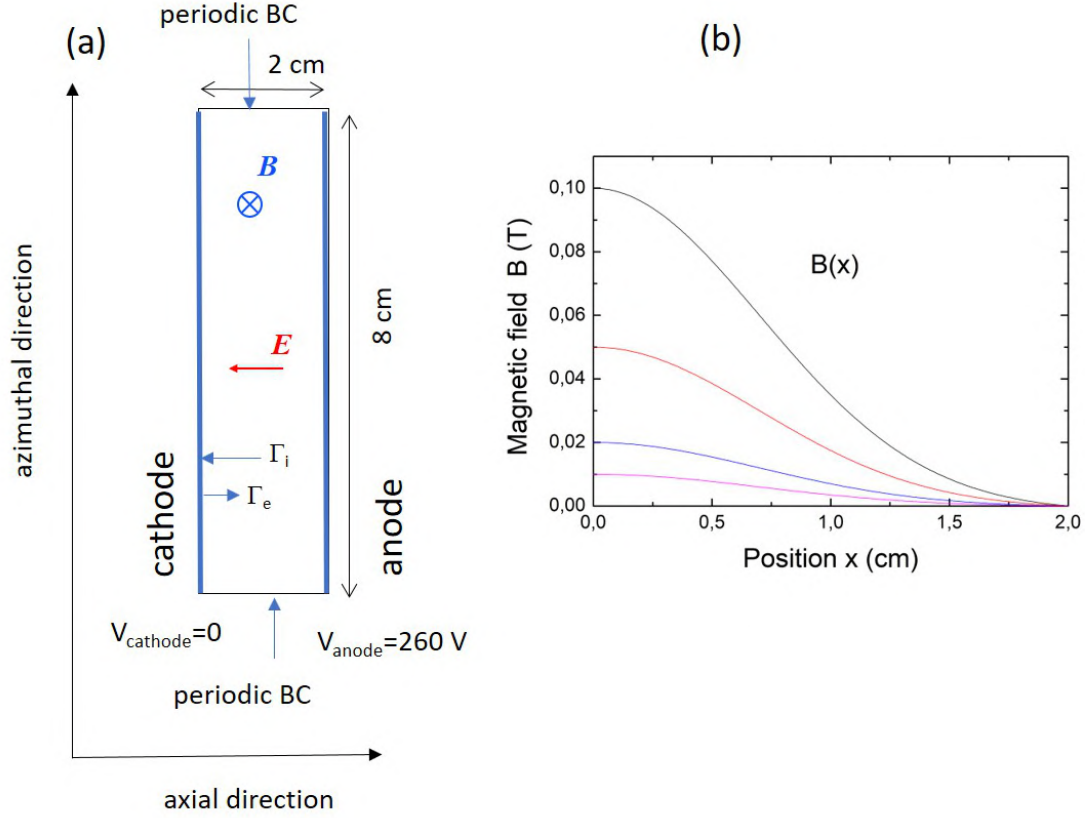 (a)
periodic BC
2 cm
B
E
8 cm
Γi
Γe
cathode
anode
azimuthal direction
Vcathode=0
Vanode=260 V
periodic BC
axial direction
(b)
Magnetic field B (T)
0,10
0,08
0,06
0,04
0,02
0,00
B(x)
0,0 0,5 1,0 1,5 2,0
Position x (cm)